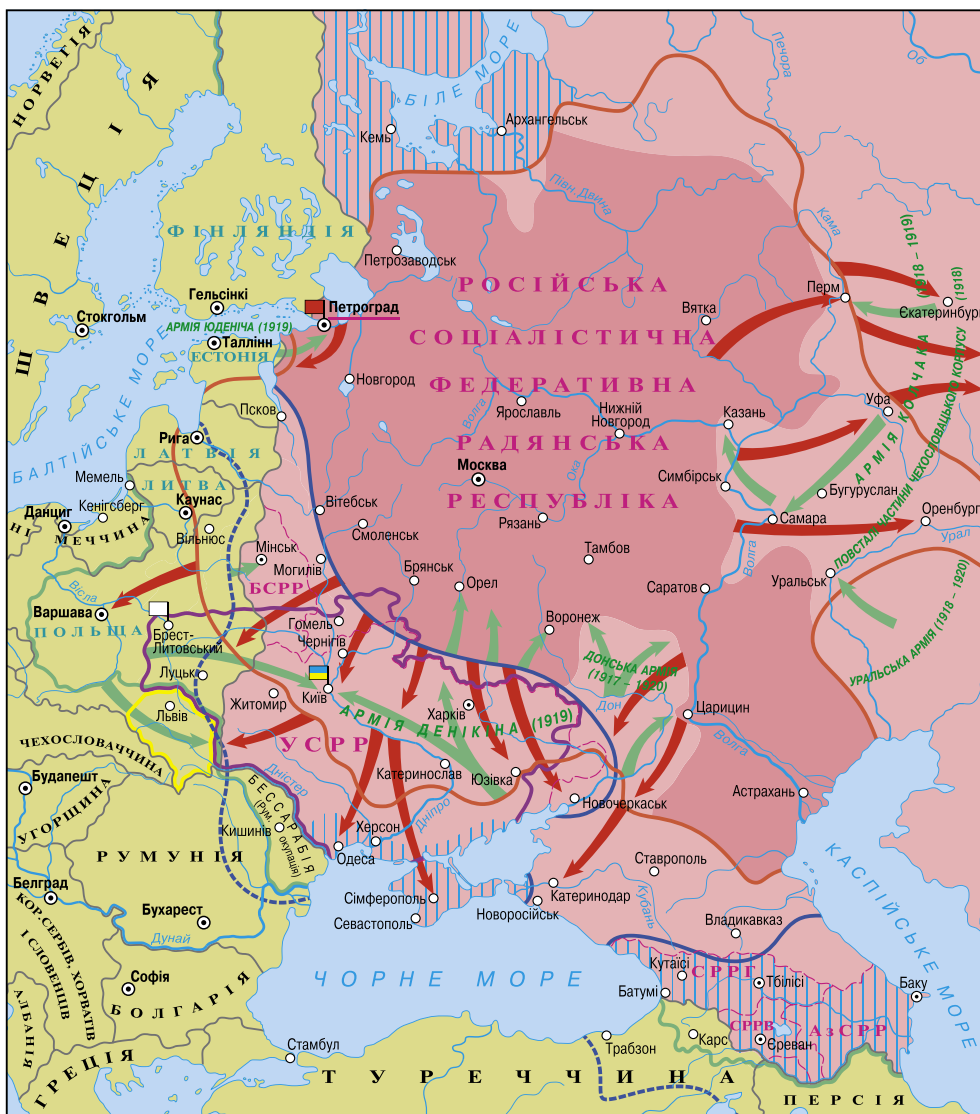 НОРВЕГІЯ
ШВЕЦІЯ
БІЛЕ МОРЕ
Печора
Об
Архангельськ
Кемь
Півн. Двина
ФІНЛЯНДІЯ
Петрозаводськ
Кама
РОСІЙСЬКА
Гельсінкі
Петроград
Вятка
Перм
Єкатеринбург
(1918)
Стокгольм
АРМІЯ ЮДЕНІЧА (1919)
Таллінн
ЕСТОНІЯ
СОЦІАЛІСТИЧНА
АРМІЯ КОЛЧАКА (1918 – 1919)
ПОВСТАЛІ ЧАСТИНИ ЧЕХОСЛОВАЦЬКОГО КОРПУСУ
Новгород
ФЕДЕРАТИВНА
Псков
Волга
Ярославль
Нижній
Новгород
Казань
Уфа
БАЛТІЙСЬКЕ МОРЕ
Рига
ЛАТВІЯ
РАДЯНСЬКА
Москва
Ока
Мемель
ЛИТВА
Симбірськ
Бугуруслан
Кенігсберг
Каунас
РЕСПУБЛІКА
Данциг
НІМЕЧЧИНА
Вітебськ
Рязань
Самара
Оренбург
Вільнюс
Смоленськ
Урал
Мінськ
Могилів
Тамбов
Волга
Вісла
БСРР
Брянськ
Орел
Саратов
Уральськ
Варшава
ПОЛЬЩА
Брест-
Литовський
Гомель
Чернігів
Воронеж
УРАЛЬСЬКА АРМІЯ (1918 – 1920)
Луцьк
ДОНСЬКА АРМІЯ
(1917 – 1920)
Житомир
Київ
Львів
АРМІЯ ДЕНІКІНА (1919)
Харків
Дон
Царицин
УСРР
Волга
ЧЕХОСЛОВАЧЧИНА
Будапешт
Дністер
Катеринослав
Юзівка
Астрахань
УГОРЩИНА
БЕССАРАБІЯ
(Рум. окупація)
Кишинів
Дніпро
Новочеркаськ
Херсон
РУМУНІЯ
Одеса
Ставрополь
КАСПІЙСЬКЕ МОРЕ
Белград
Сімферополь
Катеринодар
Кубань
Новоросійськ
КОР.СЕРБІВ, ХОРВАТІВ
І СЛОВЕНЦІВ
Бухарест
Севастополь
Владикавказ
Дунай
Софія
ЧОРНЕ МОРЕ
Кутаїсі
СРРГ
Тбілісі
Батумі
Баку
БОЛГАРІЯ
АЛБАНІЯ
СРРВ
АзСРР
Стамбул
Трабзон
Карс
Єреван
ГРЕЦІЯ
ТУРЕЧЧИНА
ПЕРСІЯ